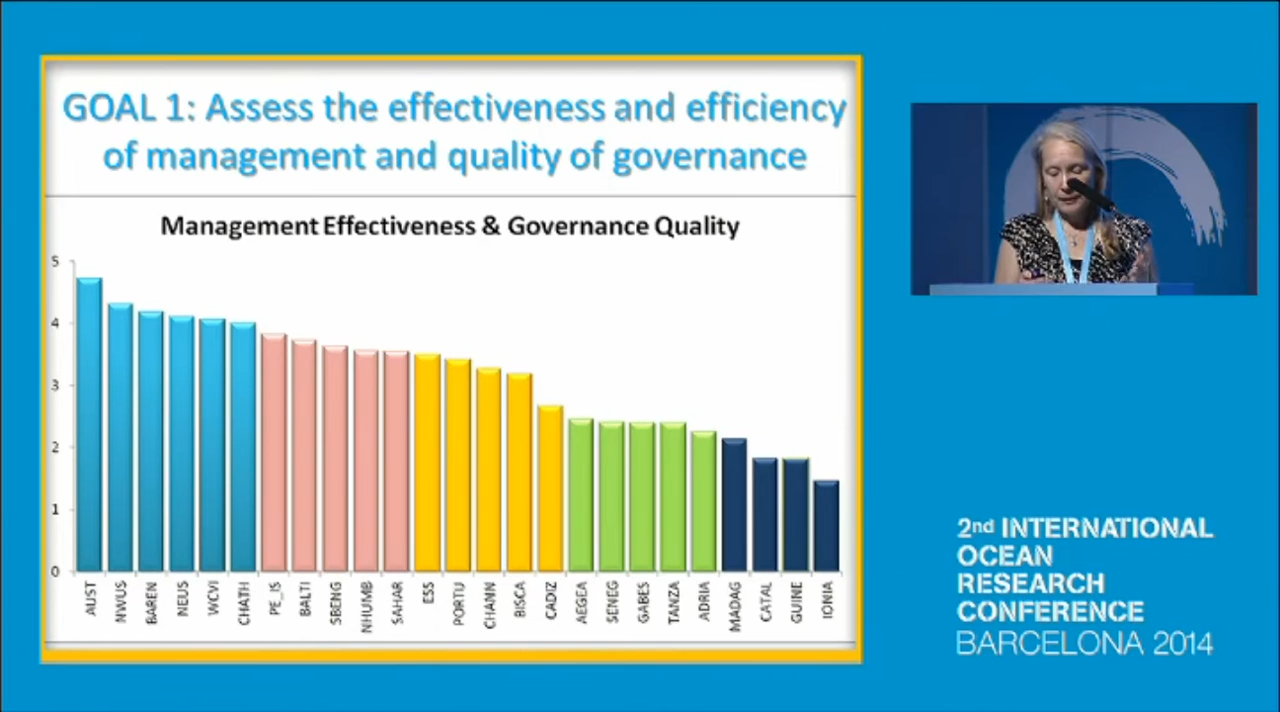 GOAL 1: Assess the effectiveness and efficiency
of management and quality of governance
Management Effectiveness & Governance Quality
5
4
3
2
1
0
AUST
NWUS
BAREN
NEUS
WCVI
CHATH
PE_IS
BALTI
SBENG
NHUMB
SAHAR
ESS
PORTU
CHANN
BISCA
CADIZ
AEGEA
SENEG
GABES
TANZA
ADRIA
MADAG
CATAL
GUINE
IONIA
2nd INTERNATIONAL
OCEAN
RESEARCH
CONFERENCE
BARCELONA 2014